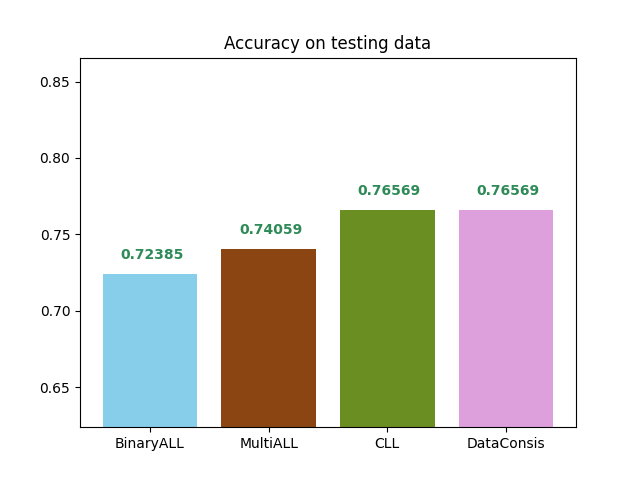 Accuracy on testing data
0.85
0.80
0.75
0.70
0.65
0.72385
0.74059
0.76569
0.76569
BinaryALL
MultiALL
CLL
DataConsis